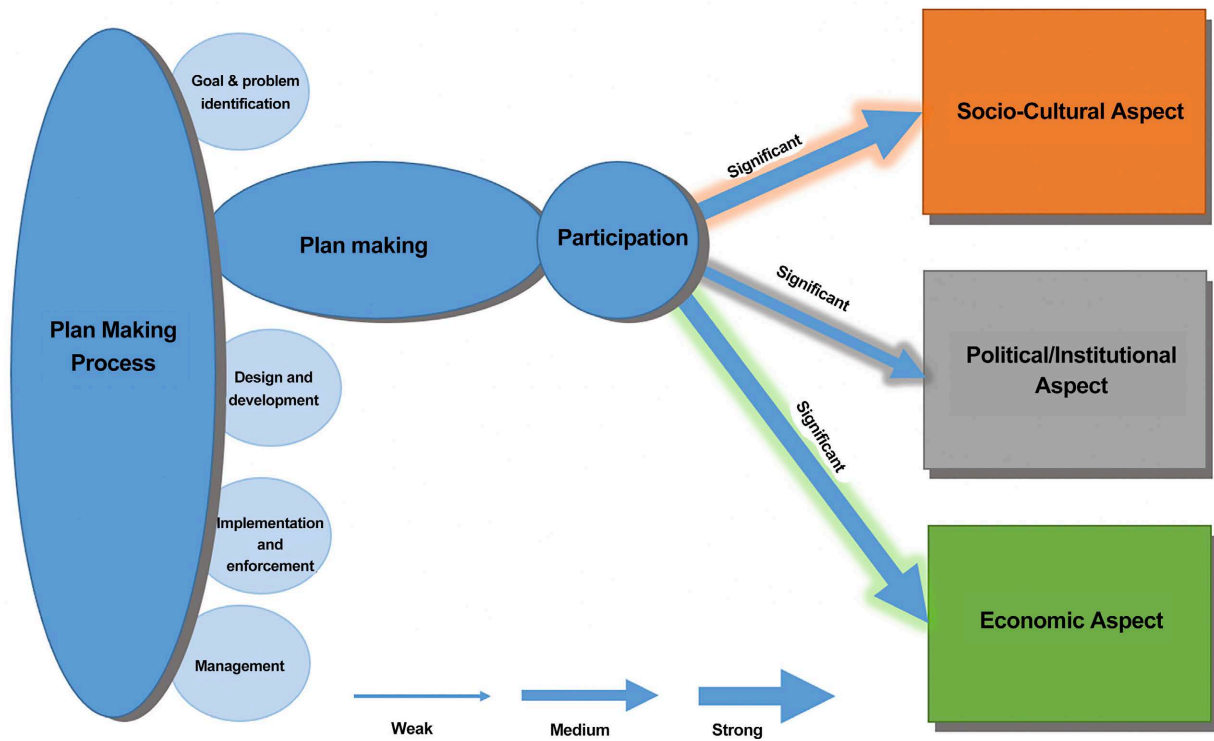 Goal & problem
identification
Plan making
Participation
Plan Making
Process
Design and
development
Implementation
and
enforcement
Management
Significant
Significant
Significant
Socio-Cultural Aspect
Political/Institutional
Aspect
Economic Aspect
Weak
Medium
Strong